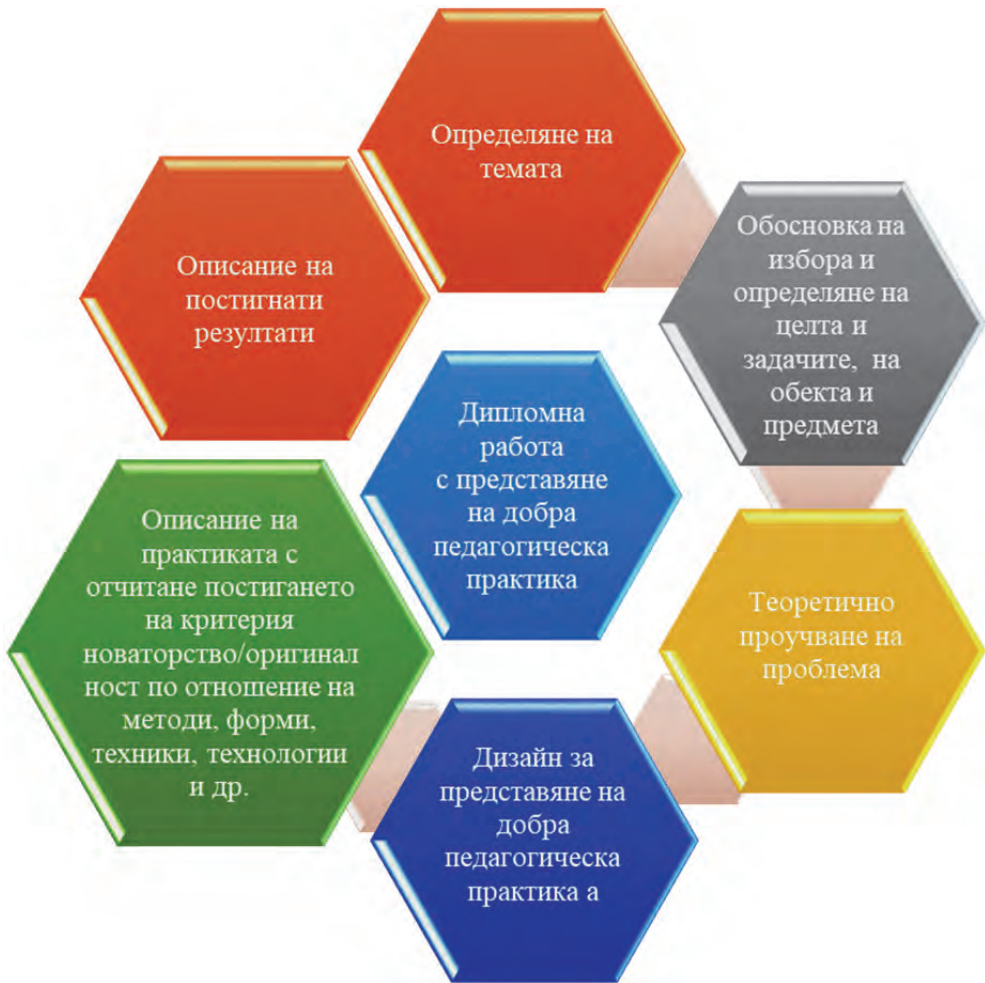 Определяне на
темата
Обосновка на
избора и
определяне на
целта и
задачите, на
обекта и
предмета
Теоретично
проучване на
проблема
Дизайн за
представяне на
добра
педагогическа
практика а
Описание на
практиката с
отчитане постигането
на критерия
новаторство/оригинал
ност по отношение на
методи, форми,
техники, технологии
и др.
Описание на
постигнати
резултати
Дипломна
работа
с представяне
на добра
педагогическа
практика